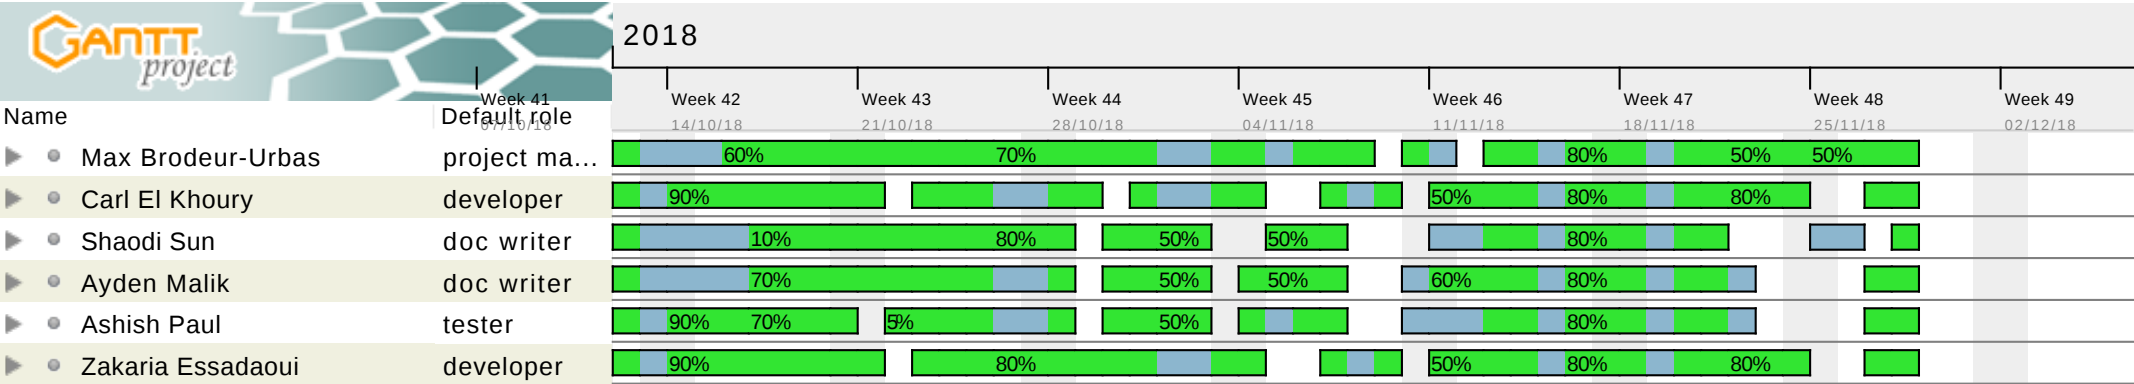 GANTT
project
2018
Week 41 Week 42 Week 43 Week 44 Week 45 Week 46 Week 47 Week 48 Week 49
Name Default role
07/10/18 14/10/18 21/10/18 28/10/18 04/11/18 11/11/18 18/11/18 25/11/18 02/12/18
Max Brodeur-Urbas project ma... 60% 70% 80% 50% 50%
Carl El Khoury developer 90% 50% 80% 80%
Shaodi Sun doc writer 10% 80% 50% 50% 80%
Ayden Malik doc writer 70% 50% 50% 60% 80%
Ashish Paul tester 90% 70% 5% 50% 80%
Zakaria Essadaoui developer 90% 80% 50% 80% 80%